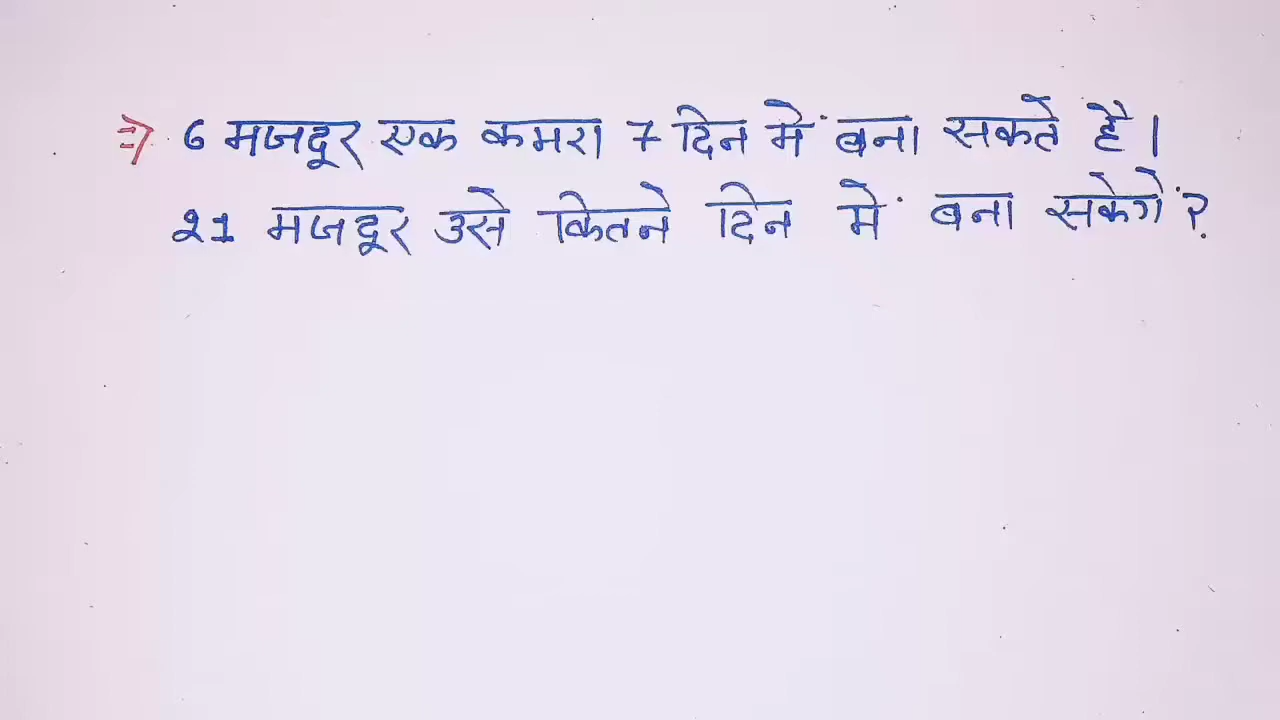 ⇒ 6 मजदूर एक कमरा 7 दिन में बना सकते है।
21 मजदूर उसे कितने दिन में बना सकेगें?